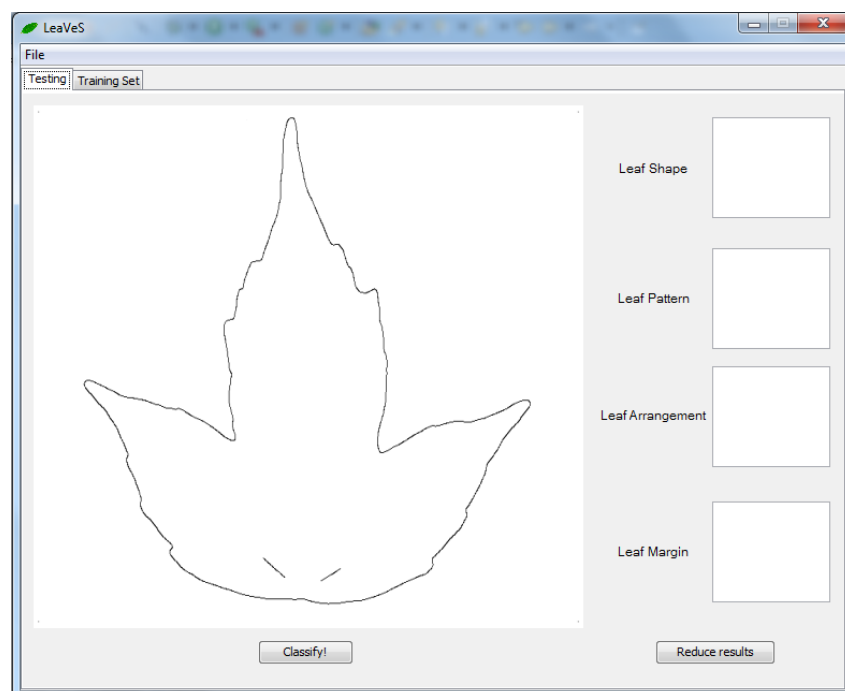 LeaVeS
File
Testing Training Set
Leaf Shape
Leaf Pattern
Leaf Arrangement
Leaf Margin
Classify! Reduce results